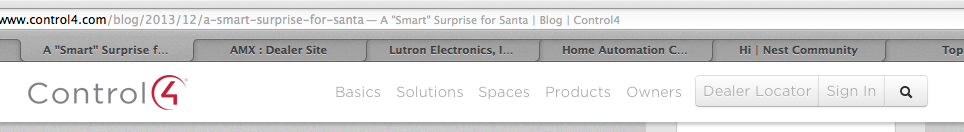 www.control4.com/blog/2013/12/a-smart-surprise-for-santa — A "Smart" Surprise for Santa | Blog | Control4
A "Smart" Surprise f... AMX : Dealer Site Lutron Electronics, I... Home Automation C... Hi | Nest Community Top
Control4 Basics Solutions Spaces Products Owners Dealer Locator Sign In